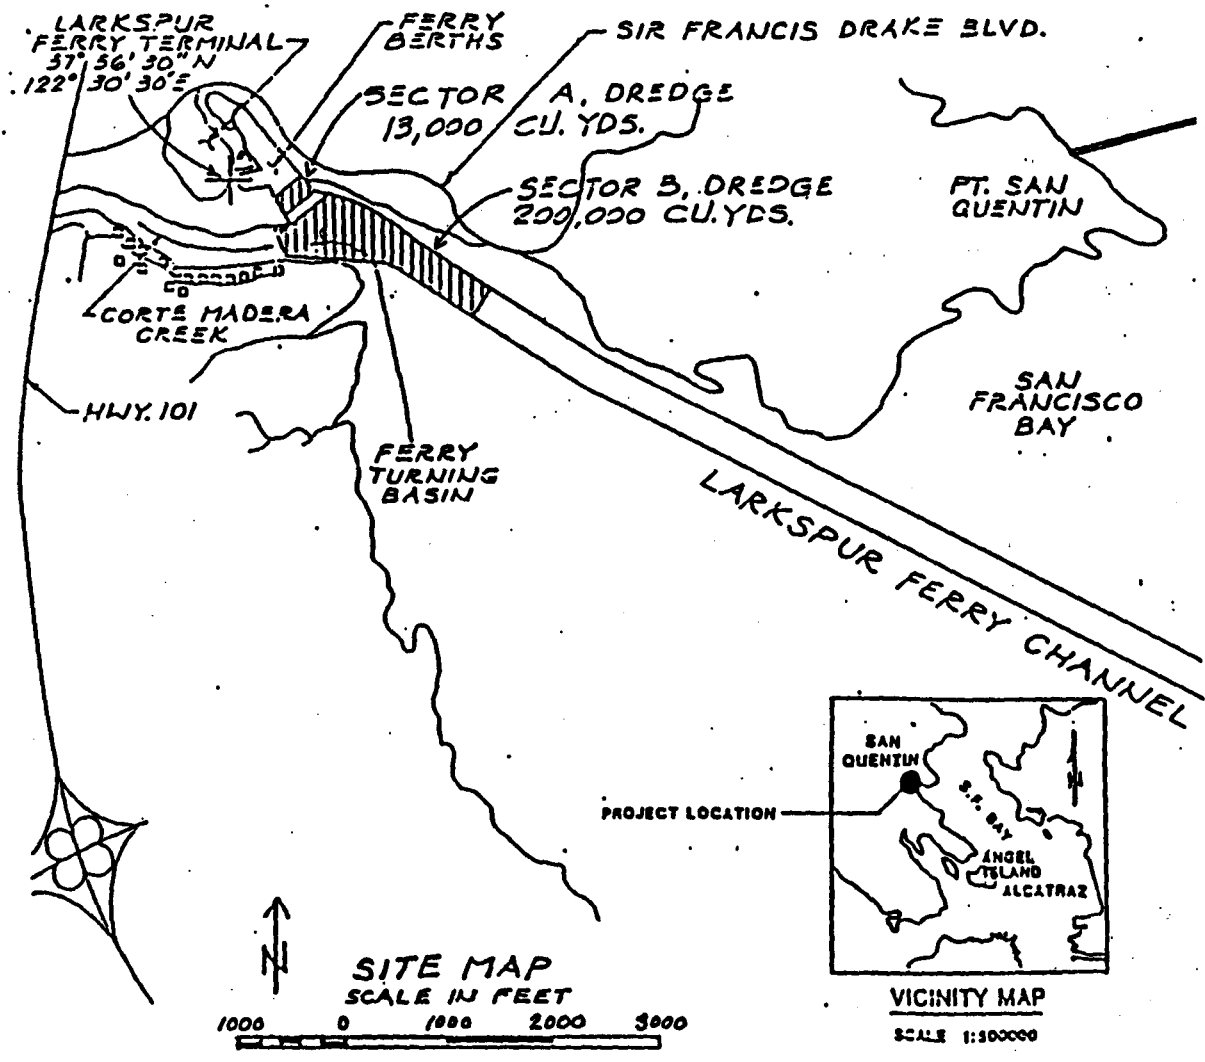 LARKSPUR
FERRY TERMINAL
37° 56' 30" N
122° 30' 30" E
FERRY
BERTHS
SIR FRANCIS DRAKE BLVD.
SECTOR A, DREDGE
13,000 CU. YDS.
SECTOR B, DREDGE
200,000 CU. YDS.
PT. SAN
QUENTIN
CORTE MADERA
CREEK
HWY. 101
SAN
FRANCISCO
BAY
FERRY
TURNING
BASIN
LARKSPUR FERRY CHANNEL
SAN
QUENTIN
N
PROJECT LOCATION
S.F. BAY
ANGEL
ISLAND
ALCATRAZ
N
SITE MAP
SCALE IN FEET
1000 0 1000 2000 3000
VICINITY MAP
SCALE 1:500000